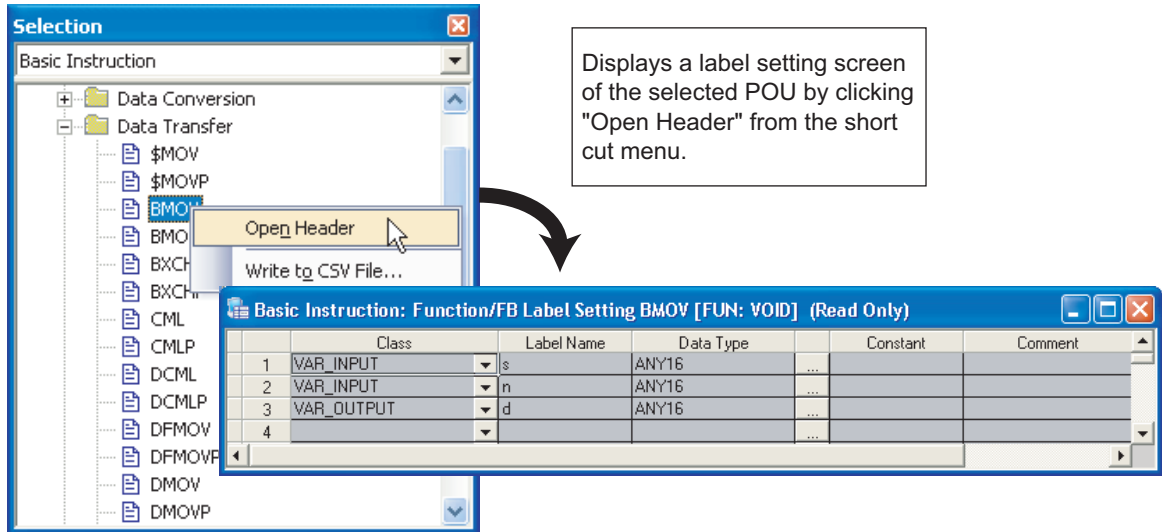 Selection
Basic Instruction
Data Conversion
Data Transfer
$MOV
$MOVP
BMOV
BMO
BXCH
BXCH
CML
CMLP
DCML
DCMLP
DFMOV
DFMOVP
DMOV
DMOVP
Open Header
Write to CSV File...
Displays a label setting screen
of the selected POU by clicking
"Open Header" from the short
cut menu.
Basic Instruction: Function/FB Label Setting BMOV [FUN: VOID] (Read Only)
Class Label Name Data Type Constant Comment
1 VAR_INPUT s ANY16 ...
2 VAR_INPUT n ANY16 ...
3 VAR_OUTPUT d ANY16 ...
4 ...